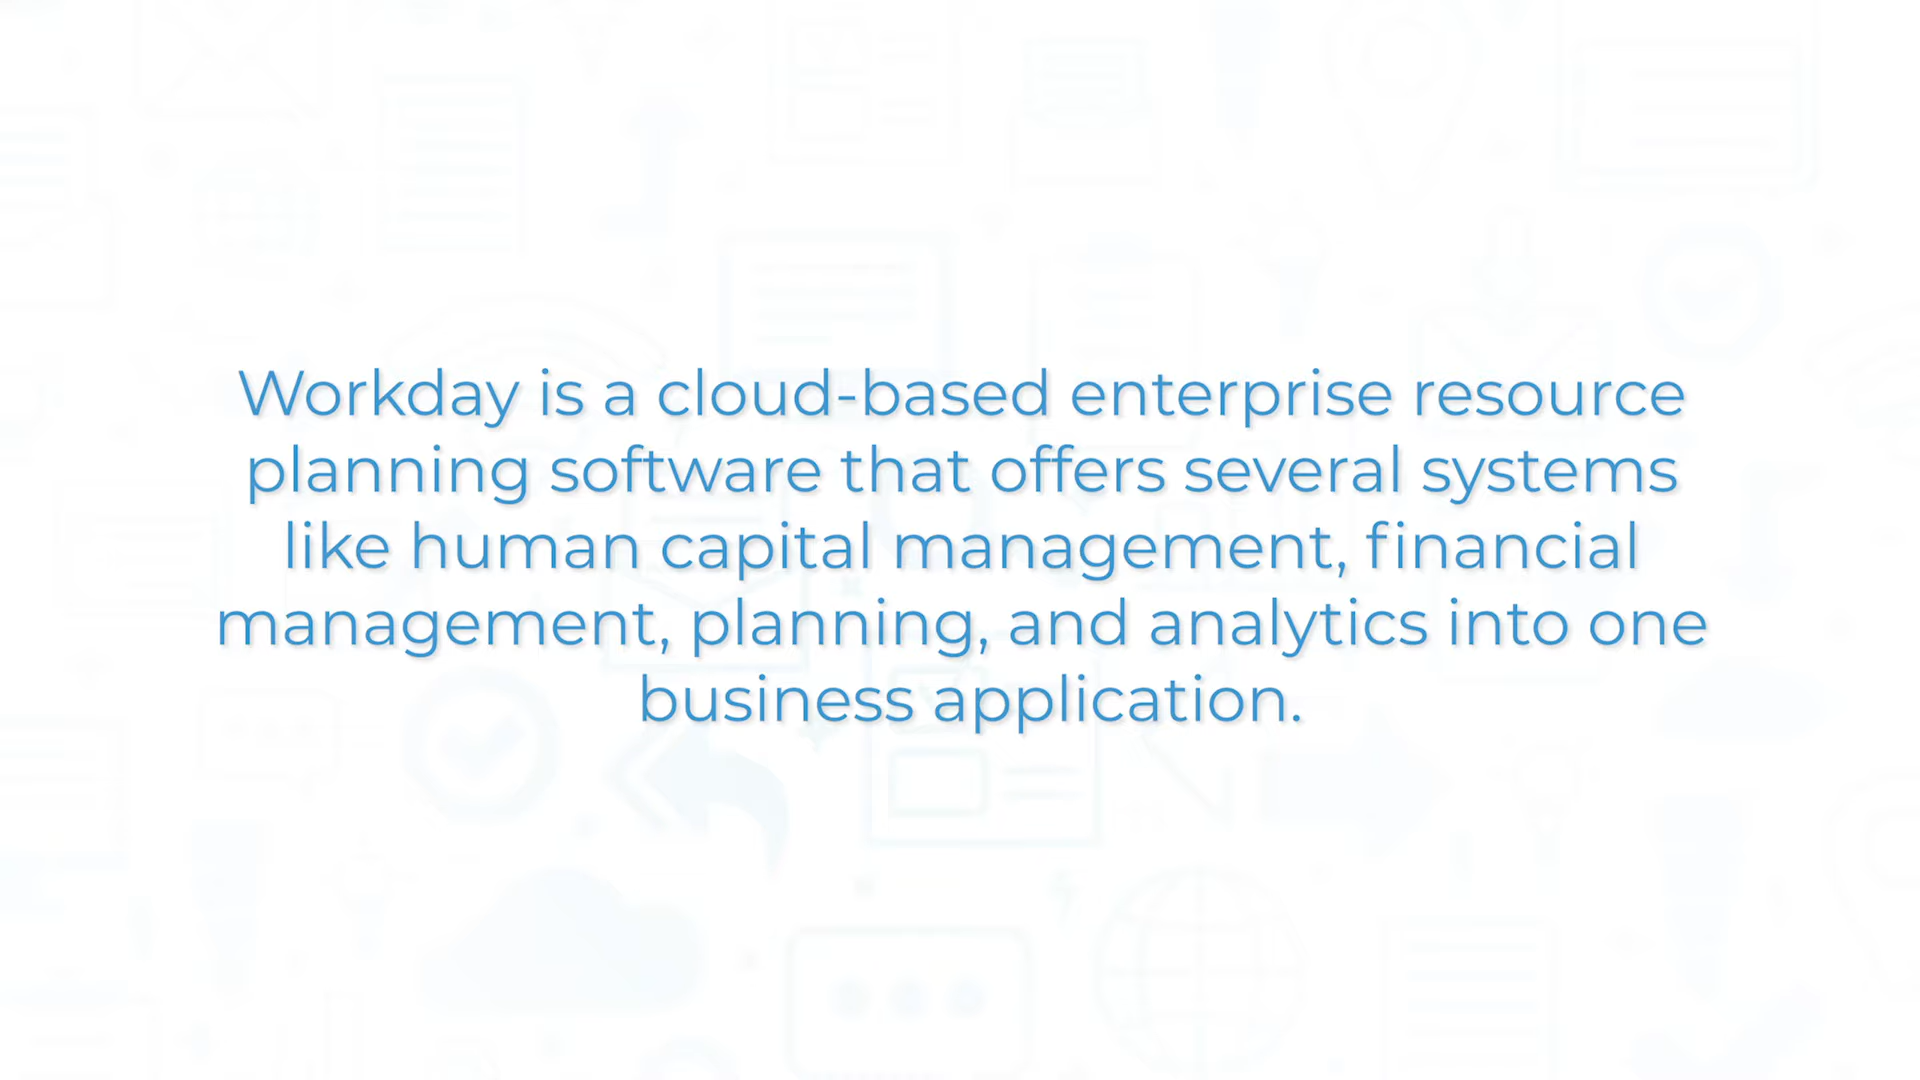 Workday is a cloud-based enterprise resource
planning software that offers several systems
like human capital management, financial
management, planning, and analytics into one
business application.